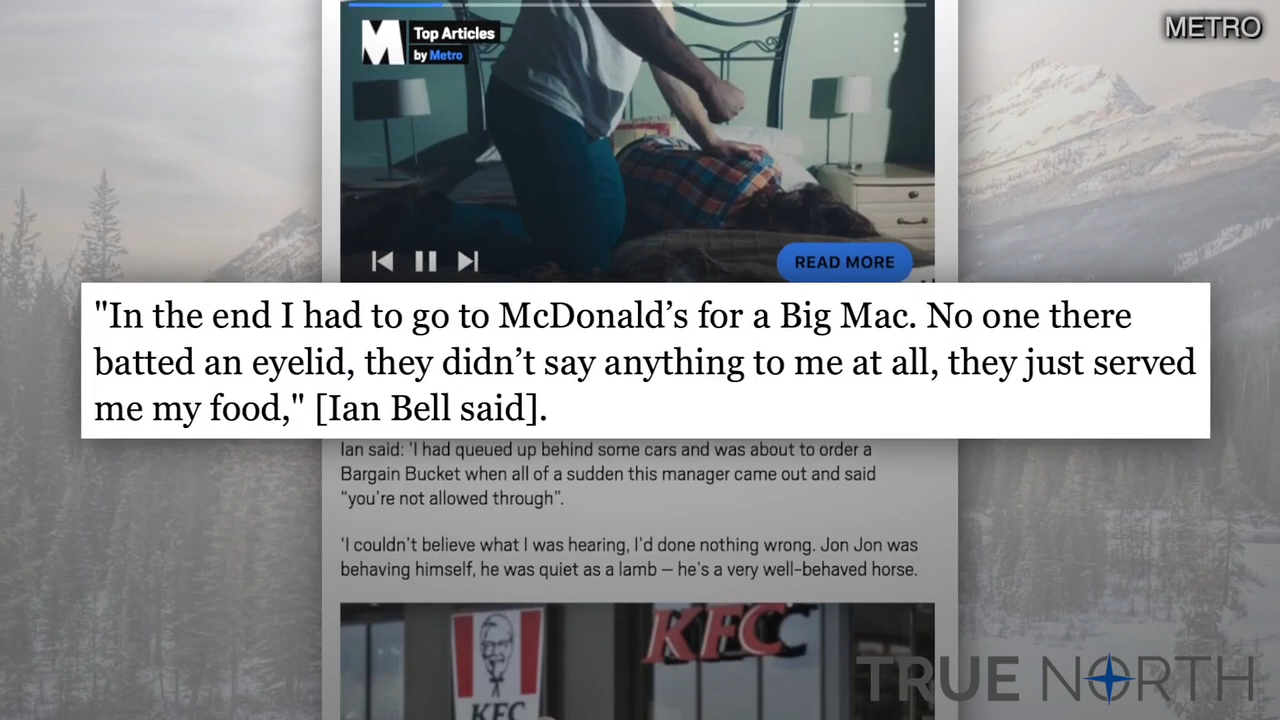 METRO
M Top Articles
by Metro
READ MORE
"In the end I had to go to McDonald’s for a Big Mac. No one there
batted an eyelid, they didn’t say anything to me at all, they just served
me my food," [Ian Bell said].
Ian said: ‘I had queued up behind some cars and was about to order a
Bargain Bucket when all of a sudden this manager came out and said
“you’re not allowed through”.
‘I couldn’t believe what I was hearing, I’d done nothing wrong. Jon Jon was
behaving himself, he was quiet as a lamb – he’s a very well-behaved horse.
KFC
KFC
TRUE NORTH